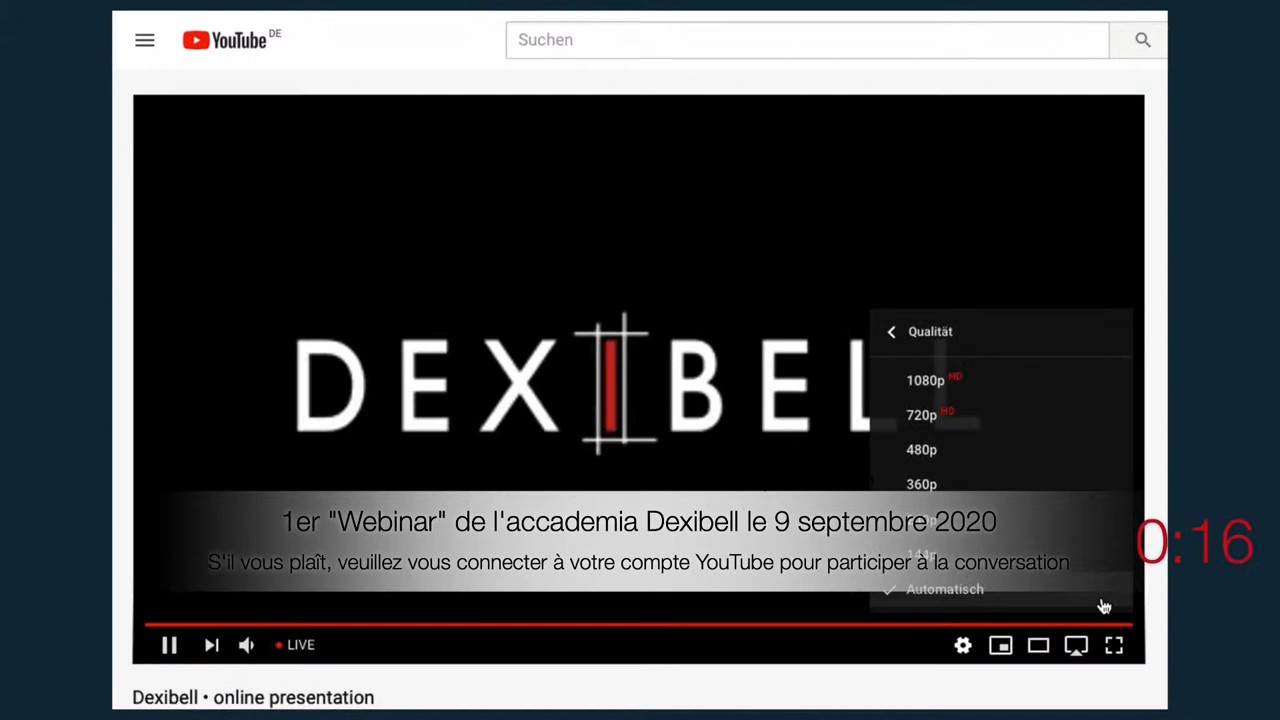 YouTube DE
Suchen
DEXIBEL
Qualität
1080p HD
720p HD
480p
360p
1er "Webinar" de l'accademia Dexibell le 9 septembre 2020
144p
S'il vous plaît, veuillez vous connecter à votre compte YouTube pour participer à la conversation
0:16
Automatisch
LIVE
Dexibell • online presentation